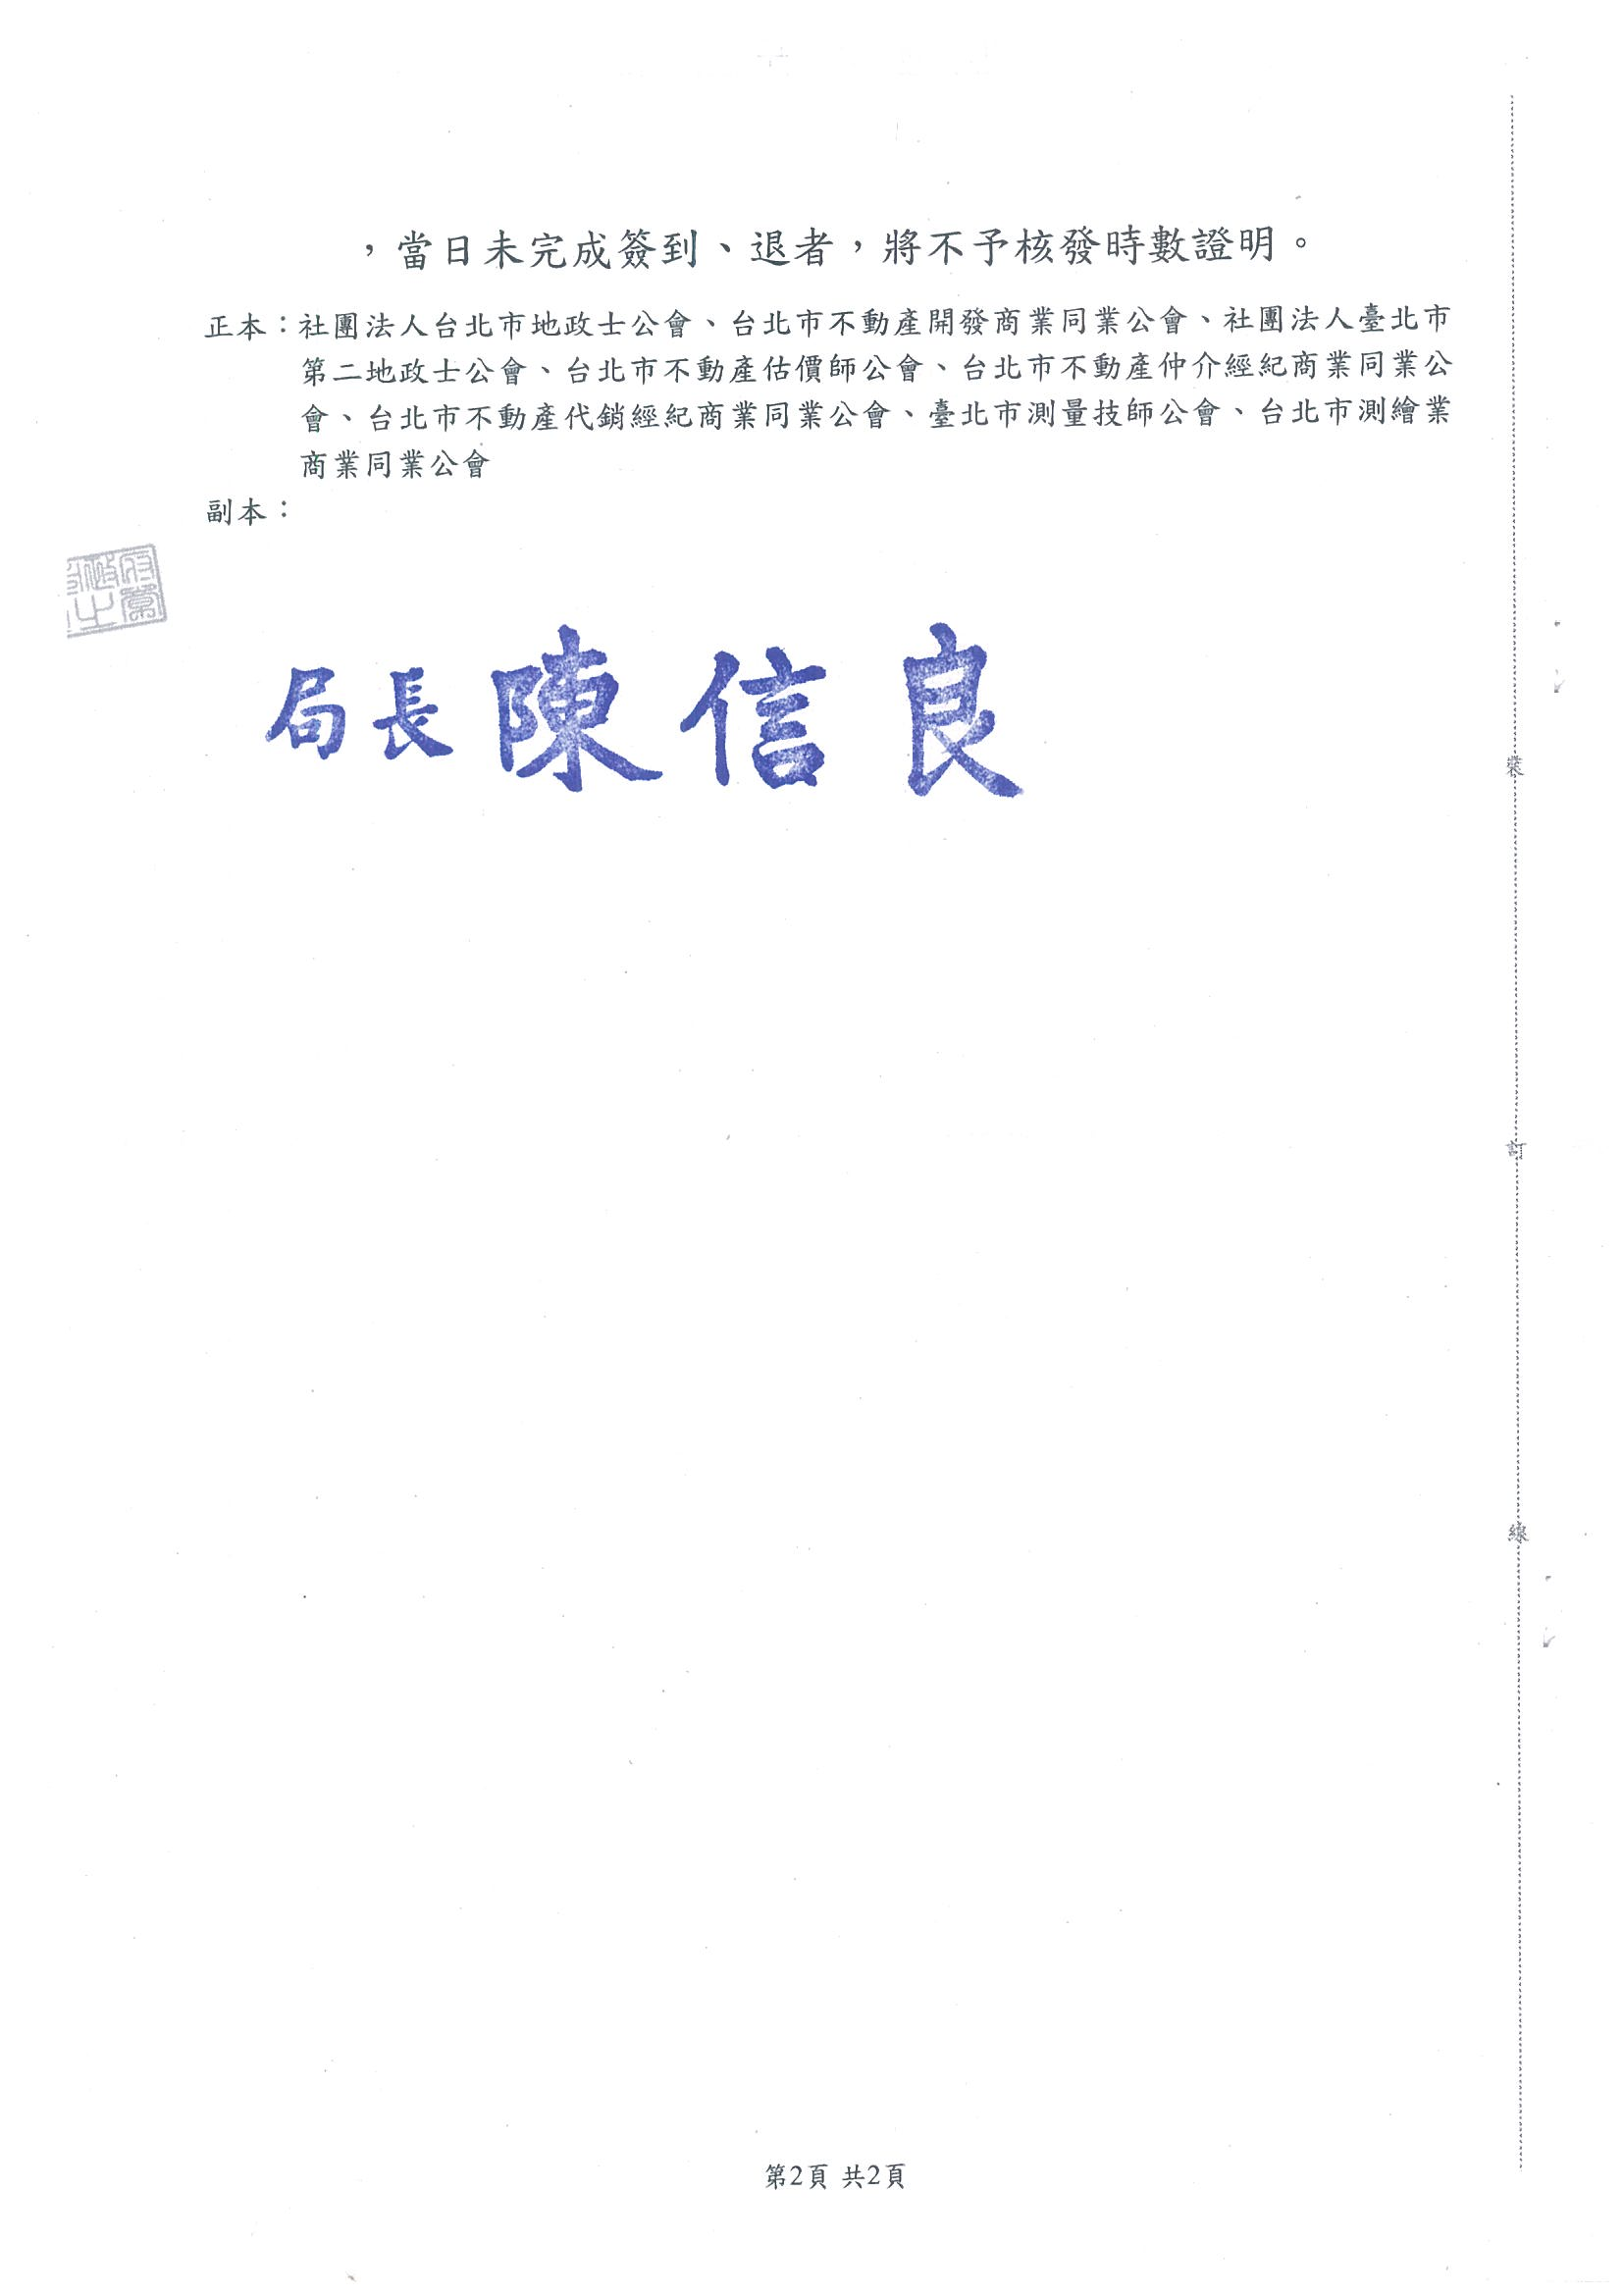 ，當日未完成簽到、退者，將不予核發時數證明。
正本：社團法人台北市地政士公會、台北市不動產開發商業同業公會、社團法人臺北市
第二地政士公會、台北市不動產估價師公會、台北市不動產仲介經紀商業同業公
會、台北市不動產代銷經紀商業同業公會、臺北市測量技師公會、台北市測繪業
商業同業公會
副本：
局長 陳信良
裝
訂
線
第2頁 共2頁